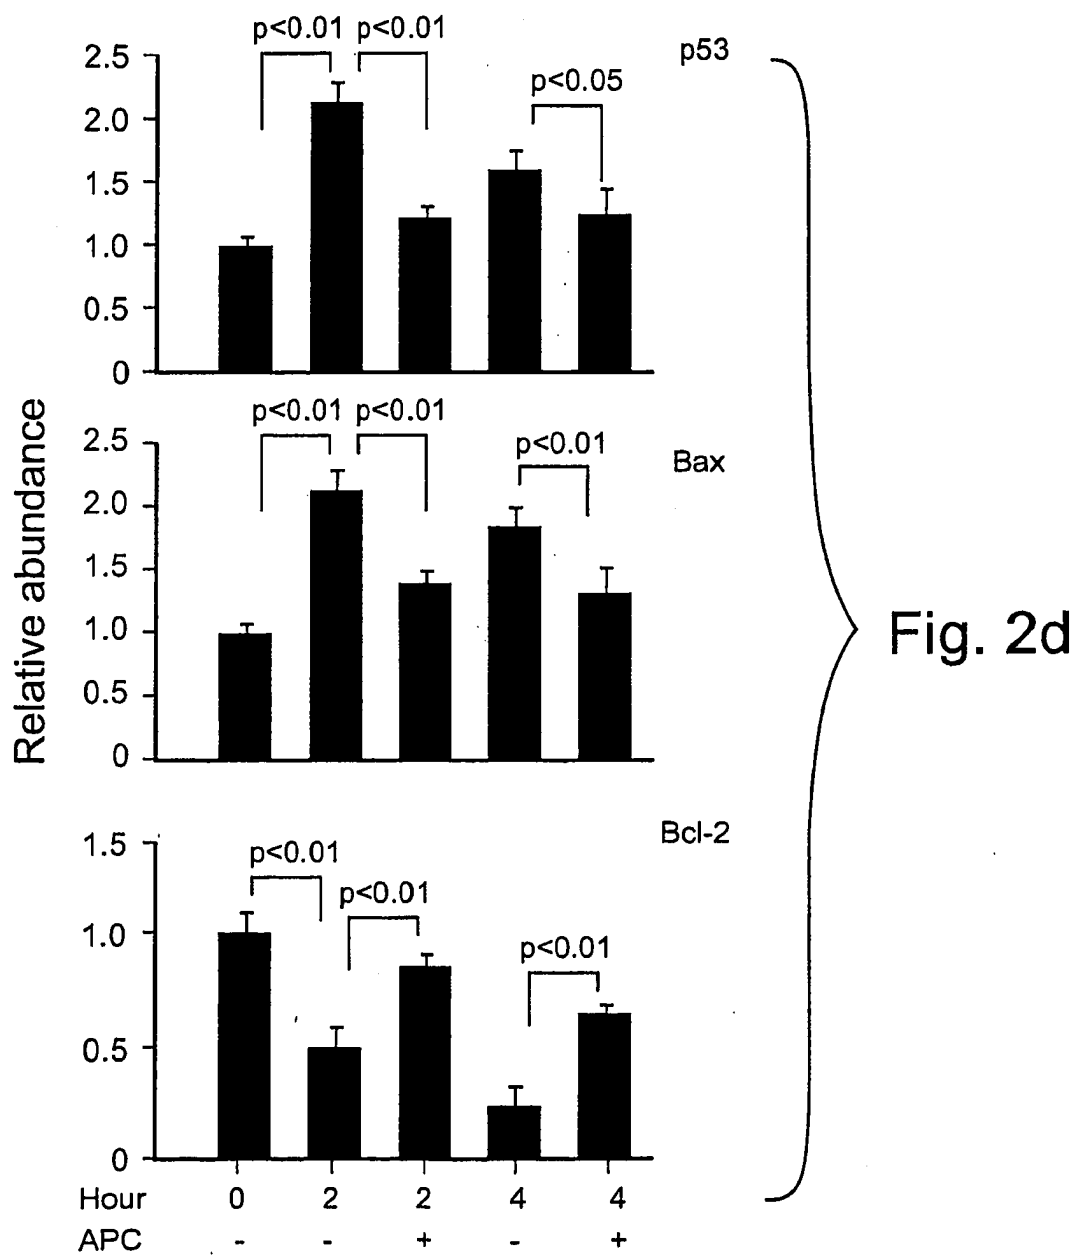 p<0.01 p<0.01
p53
p<0.05
2.5
2.0
1.5
1.0
0.5
0
Relative abundance
p<0.01 p<0.01
p<0.01
Bax
2.5
2.0
1.5
1.0
0.5
0
Fig. 2d
Bcl-2
1.5
p<0.01
p<0.01
p<0.01
1.0
0.5
0
Hour 0 2 2 4 4
APC - - + - +